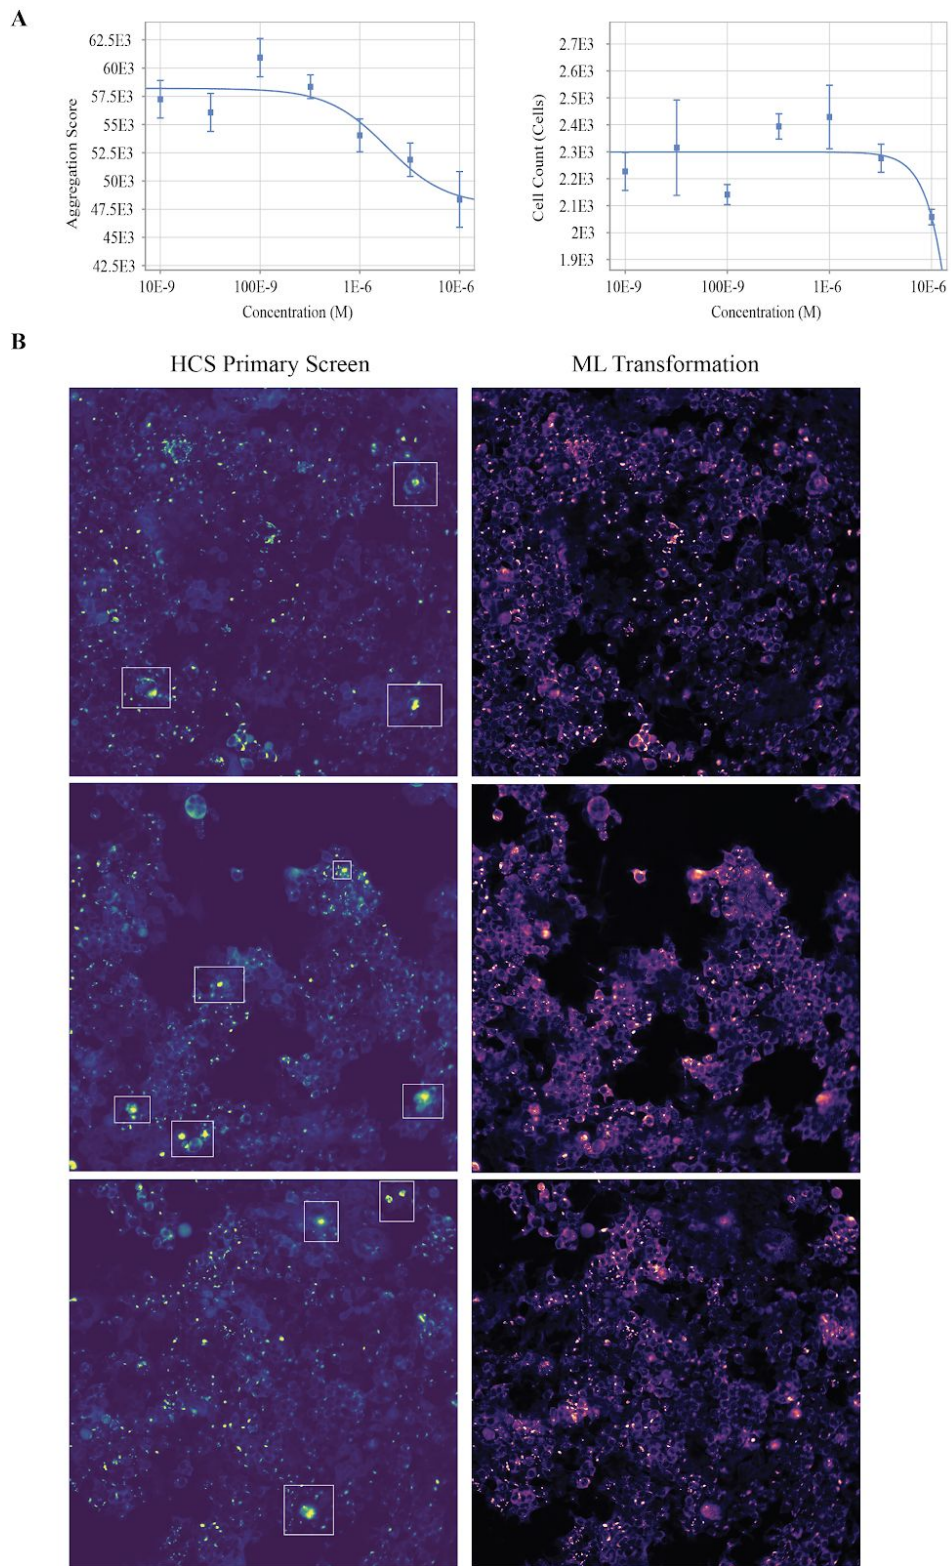 A
62.5E3
60E3
57.5E3
55E3
52.5E3
50E3
47.5E3
45E3
42.5E3
Aggregation Score
10E-9 100E-9 1E-6 10E-6
Concentration (M)
2.7E3
2.6E3
2.5E3
2.4E3
2.3E3
2.2E3
2.1E3
2E3
1.9E3
Cell Count (Cells)
10E-9 100E-9 1E-6 10E-6
Concentration (M)
B
HCS Primary Screen
ML Transformation